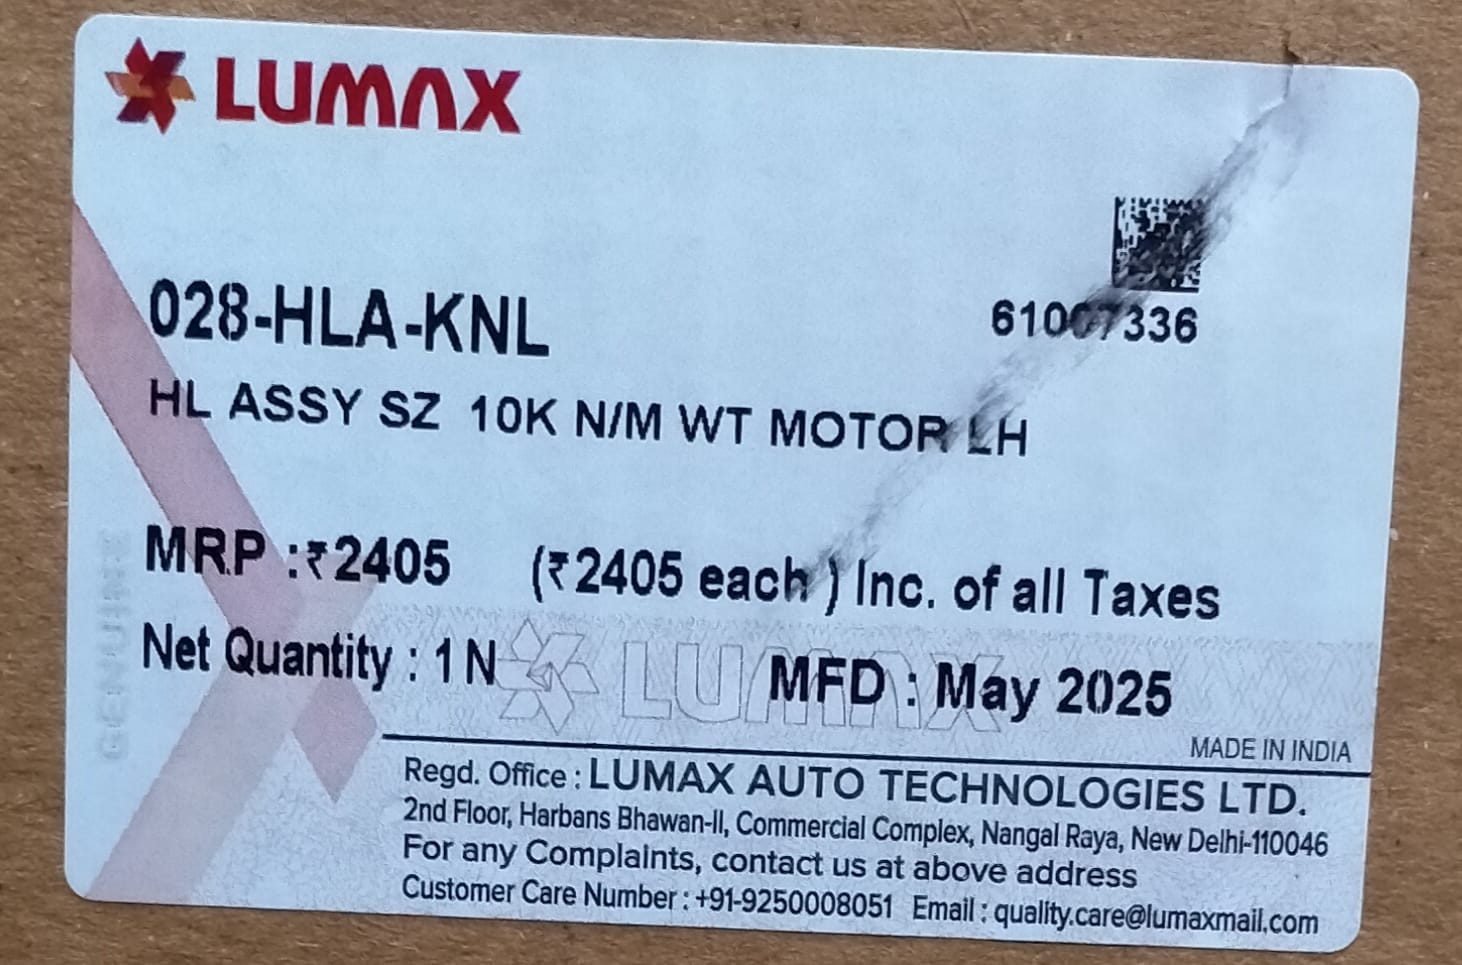 LUMAX
028-HLA-KNL
61007336
HL ASSY SZ 10K N/M WT MOTOR LH
MRP :₹2405 (₹2405 each ) Inc. of all Taxes
Net Quantity : 1 N
MFD : May 2025
LUMAX
GENUINE
MADE IN INDIA
Regd. Office : LUMAX AUTO TECHNOLOGIES LTD.
2nd Floor, Harbans Bhawan-II, Commercial Complex, Nangal Raya, New Delhi-110046
For any Complaints, contact us at above address
Customer Care Number : +91-9250008051 Email : quality.care@lumaxmail.com